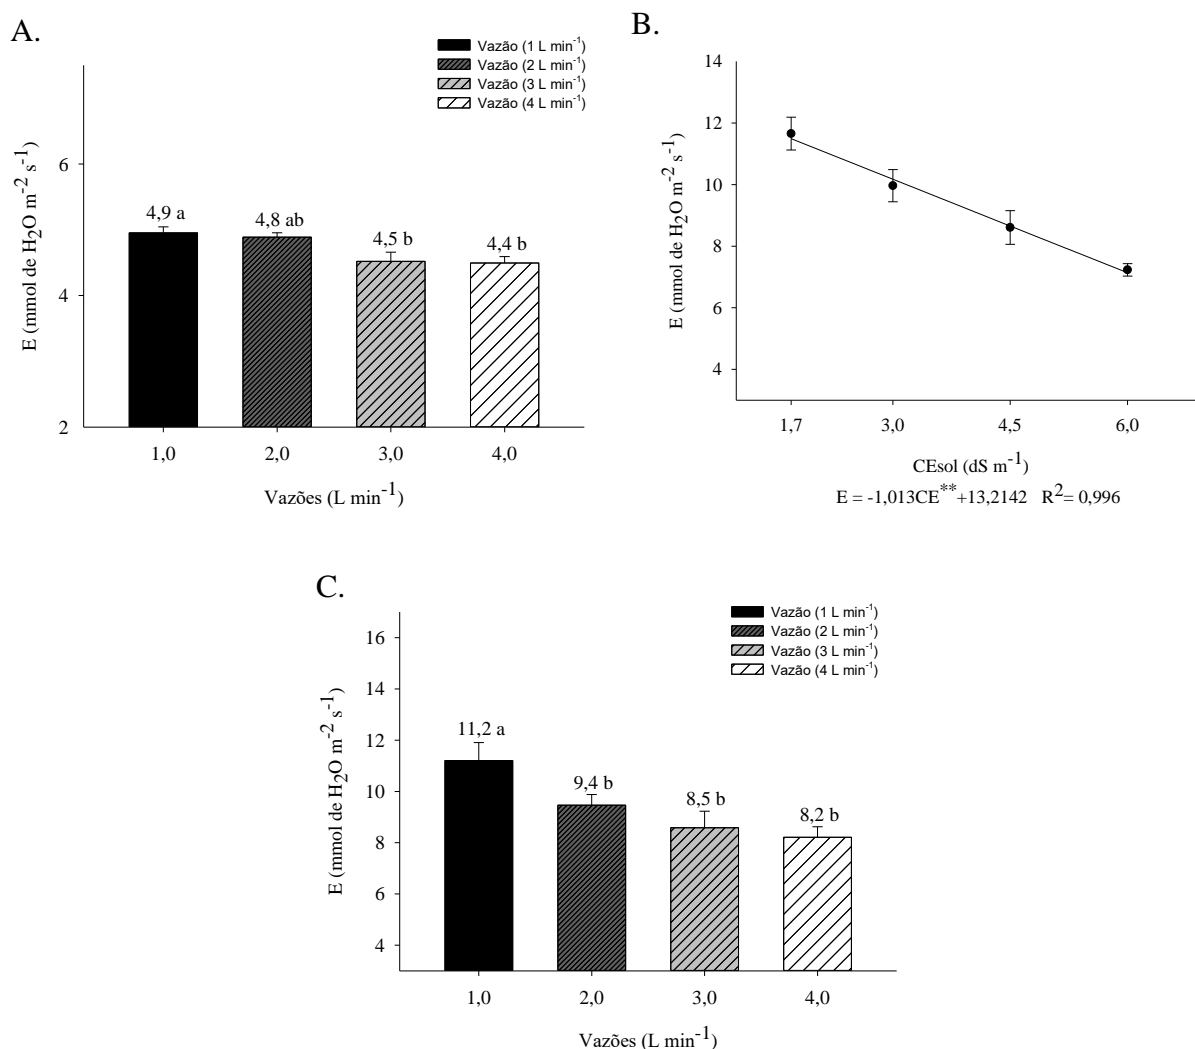 A.
Vazão (1 L min-1)
Vazão (2 L min-1)
Vazão (3 L min-1)
Vazão (4 L min-1)
E (mmol de H2O m-2 s-1)
6
4
2
4,9 a
4,8 ab
4,5 b
4,4 b
1,0 2,0 3,0 4,0
Vazões (L min-1)
B.
E (mmol de H2O m-2 s-1)
14
12
10
8
6
4
1,7 3,0 4,5 6,0
CEsol (dS m-1)
E = -1,013CE**+13,2142 R2= 0,996
C.
Vazão (1 L min-1)
Vazão (2 L min-1)
Vazão (3 L min-1)
Vazão (4 L min-1)
E (mmol de H2O m-2 s-1)
16
14
12
10
8
6
4
11,2 a
9,4 b
8,5 b
8,2 b
1,0 2,0 3,0 4,0
Vazões (L min-1)